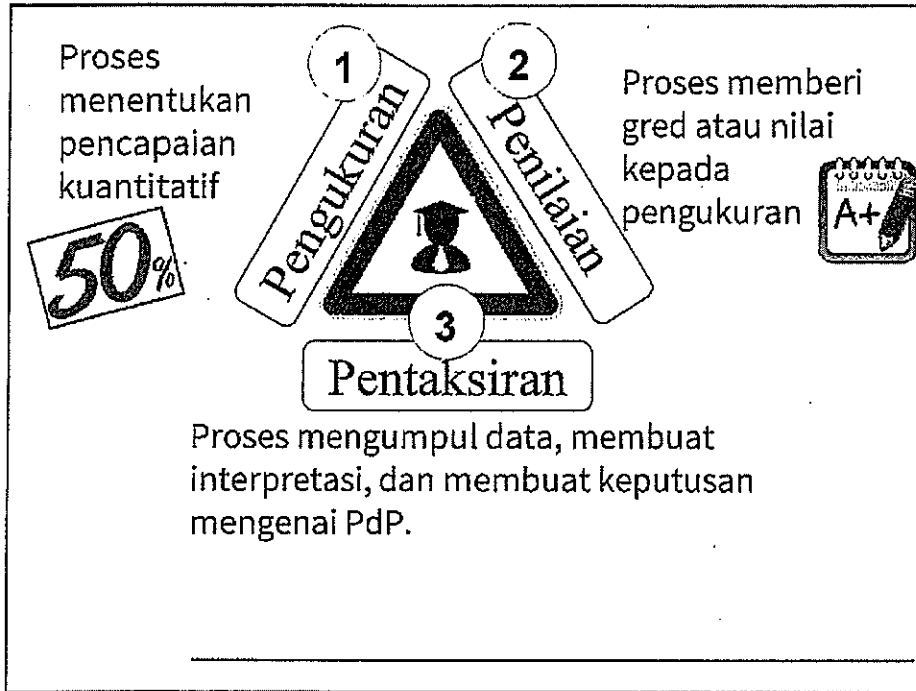 Proses
menentukan
pencapaian
kuantitatif
50%
1
Pengukuran
2
Penilaian
Proses memberi
gred atau nilai
kepada
pengukuran
A+
3
Pentaksiran
Proses mengumpul data, membuat
interpretasi, dan membuat keputusan
mengenai PdP.